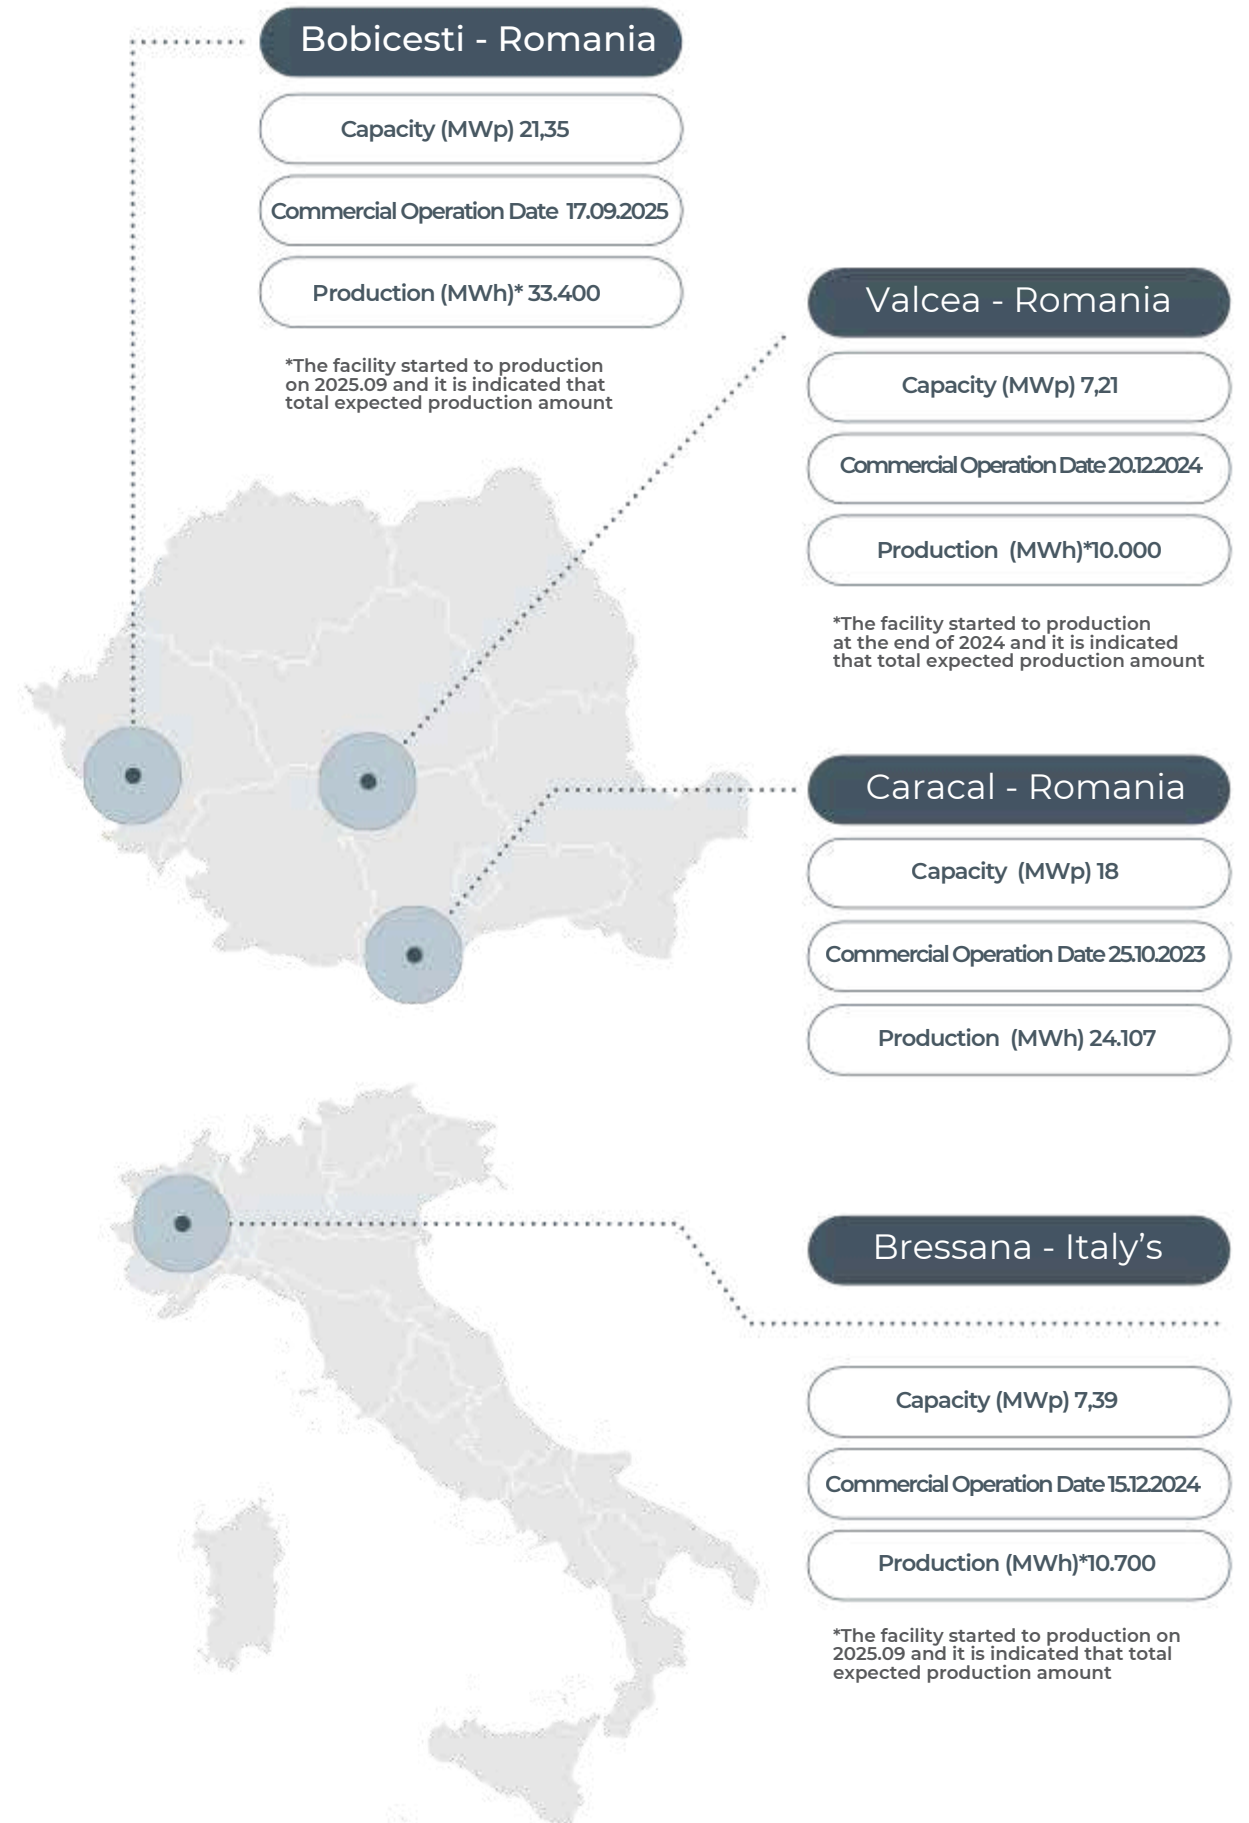 Bobicesti - Romania
Capacity (MWp) 21,35
Commercial Operation Date 17.09.2025
Production (MWh)* 33.400
*The facility started to production
on 2025.09 and it is indicated that
total expected production amount
Valcea - Romania
Capacity (MWp) 7,21
Commercial Operation Date 20.12.2024
Production (MWh)*10.000
*The facility started to production
at the end of 2024 and it is indicated
that total expected production amount
Caracal - Romania
Capacity (MWp) 18
Commercial Operation Date 25.10.2023
Production (MWh) 24.107
Bressana - Italy’s
Capacity (MWp) 7,39
Commercial Operation Date 15.12.2024
Production (MWh)*10.700
*The facility started to production on
2025.09 and it is indicated that total
expected production amount